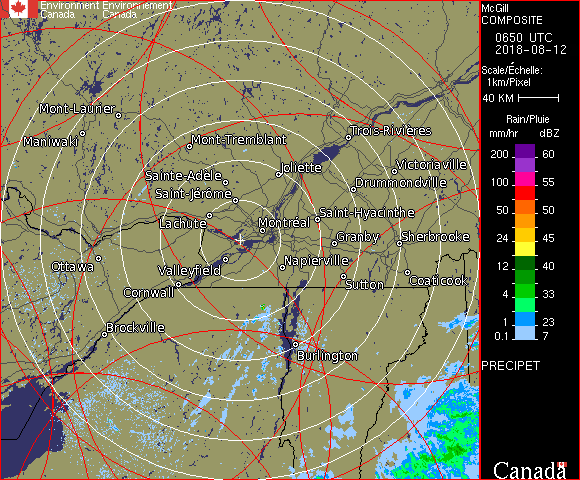 Environment Environnement
Canada Canada
McGill
COMPOSITE
0650 UTC
2018-08-12
Scale/Échelle:
1km/Pixel
40 KM
Rain/Pluie
mm/hr dBZ
200 60
100 55
50 50
24 45
12 40
4 33
2 23
0.1 7
PRECIPET
Canada
Mont-Laurier
Maniwaki
Mont-Tremblant
Trois-Rivières
Joliette
Victoriaville
Sainte-Adèle
Drummondville
Saint-Jérôme
Lachute
Saint-Hyacinthe
Montréal
Granby
Sherbrooke
Ottawa
Valleyfield
Napierville
Cornwall
Sutton
Coaticook
Brockville
Burlington